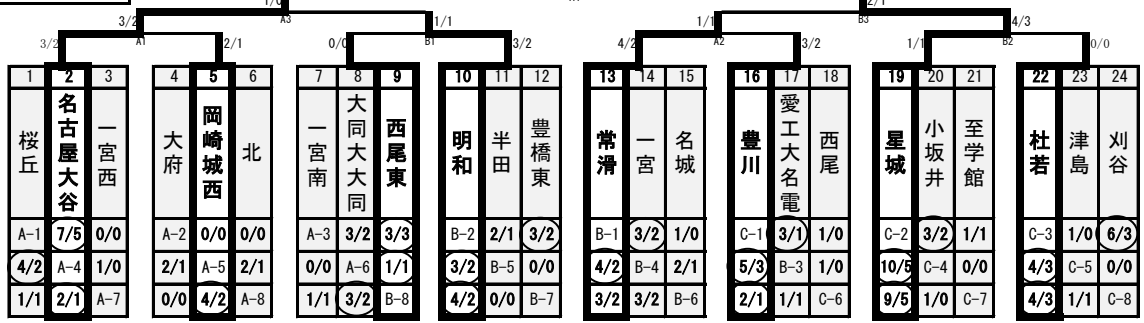 1/0 2/1
3/2 A3 1/1 1/1 B3 4/3
3/2 A1 2/1 0/0 B1 3/2 4/2 A2 3/2 1/1 B2 0/0
1 2 3 4 5 6 7 8 9 10 11 12 13 14 15 16 17 18 19 20 21 22 23 24
桜丘 名古屋大谷 一宮西 大府 岡崎城西 北 一宮南 大同大大同 西尾東 明和 半田 豊橋東 常滑 一宮 名城 豊川 愛工大名電 西尾 星城 小坂井 至学館 杜若 津島 刈谷
A-1 7/5 0/0 A-2 0/0 0/0 A-3 3/2 3/3 B-2 2/1 3/2 B-1 3/2 1/0 C-1 3/1 1/0 C-2 3/2 1/1 C-3 1/0 6/3
4/2 A-4 1/0 2/1 A-5 2/1 0/0 A-6 1/1 3/2 B-5 0/0 4/2 B-4 2/1 5/3 B-3 1/0 10/5 C-4 0/0 4/3 C-5 0/0
1/1 2/1 A-7 0/0 4/2 A-8 1/1 3/2 B-8 4/2 0/0 B-7 3/2 3/2 B-6 2/1 1/1 C-6 9/5 1/0 C-7 4/3 1/1 C-8